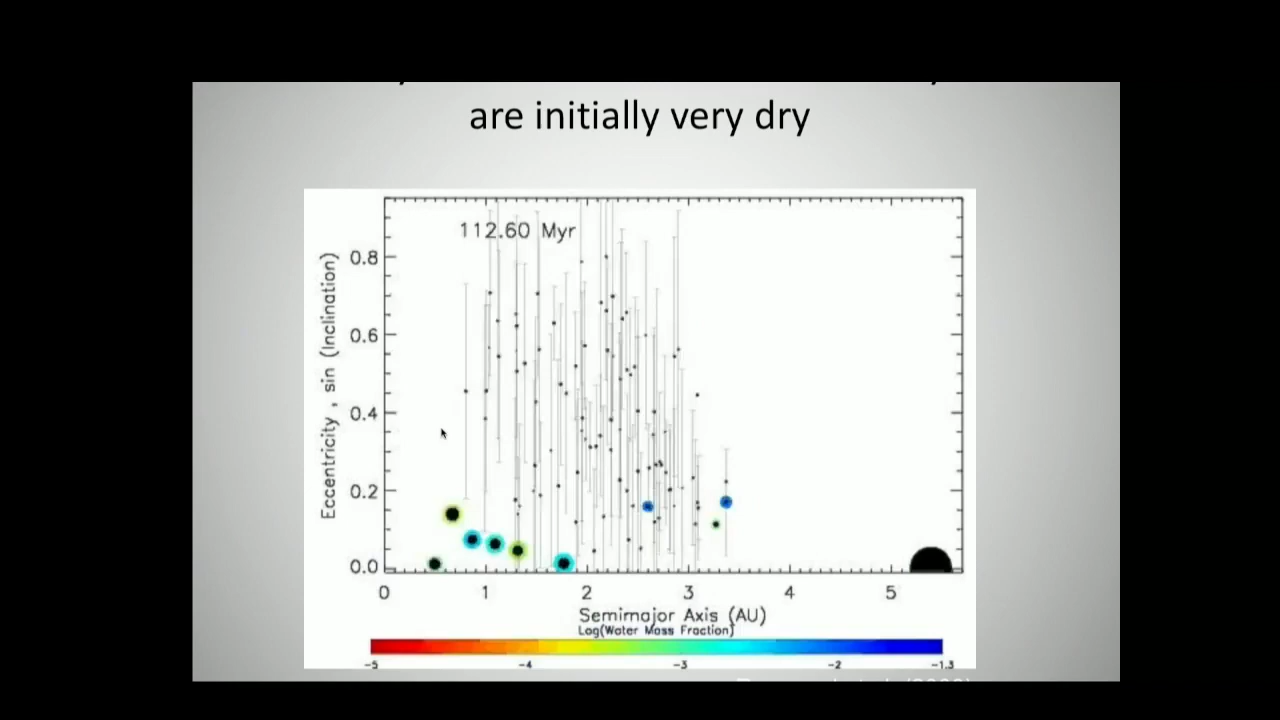 are initially very dry
112.60 Myr
Eccentricity , sin (Inclination)
0.8
0.6
0.4
0.2
0.0
0 1 2 3 4 5
Semimajor Axis (AU)
Log(Water Mass Fraction)
-5 -4 -3 -2 -1.3